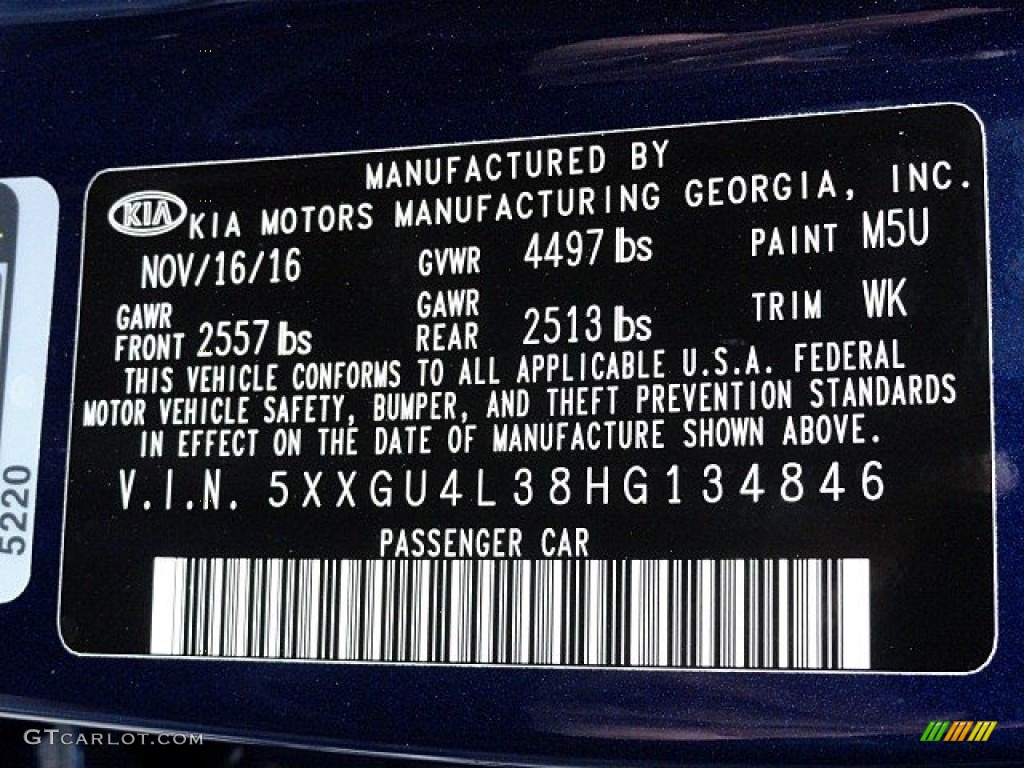 MANUFACTURED BY
KIA KIA MOTORS MANUFACTURING GEORGIA, INC.
NOV/16/16 GVWR 4497 lbs PAINT M5U
GAWR FRONT 2557 lbs GAWR REAR 2513 lbs TRIM WK
THIS VEHICLE CONFORMS TO ALL APPLICABLE U.S.A. FEDERAL
MOTOR VEHICLE SAFETY, BUMPER, AND THEFT PREVENTION STANDARDS
IN EFFECT ON THE DATE OF MANUFACTURE SHOWN ABOVE.
V.I.N. 5XXGU4L38HG134846
PASSENGER CAR
5220
GTCARLOT.COM